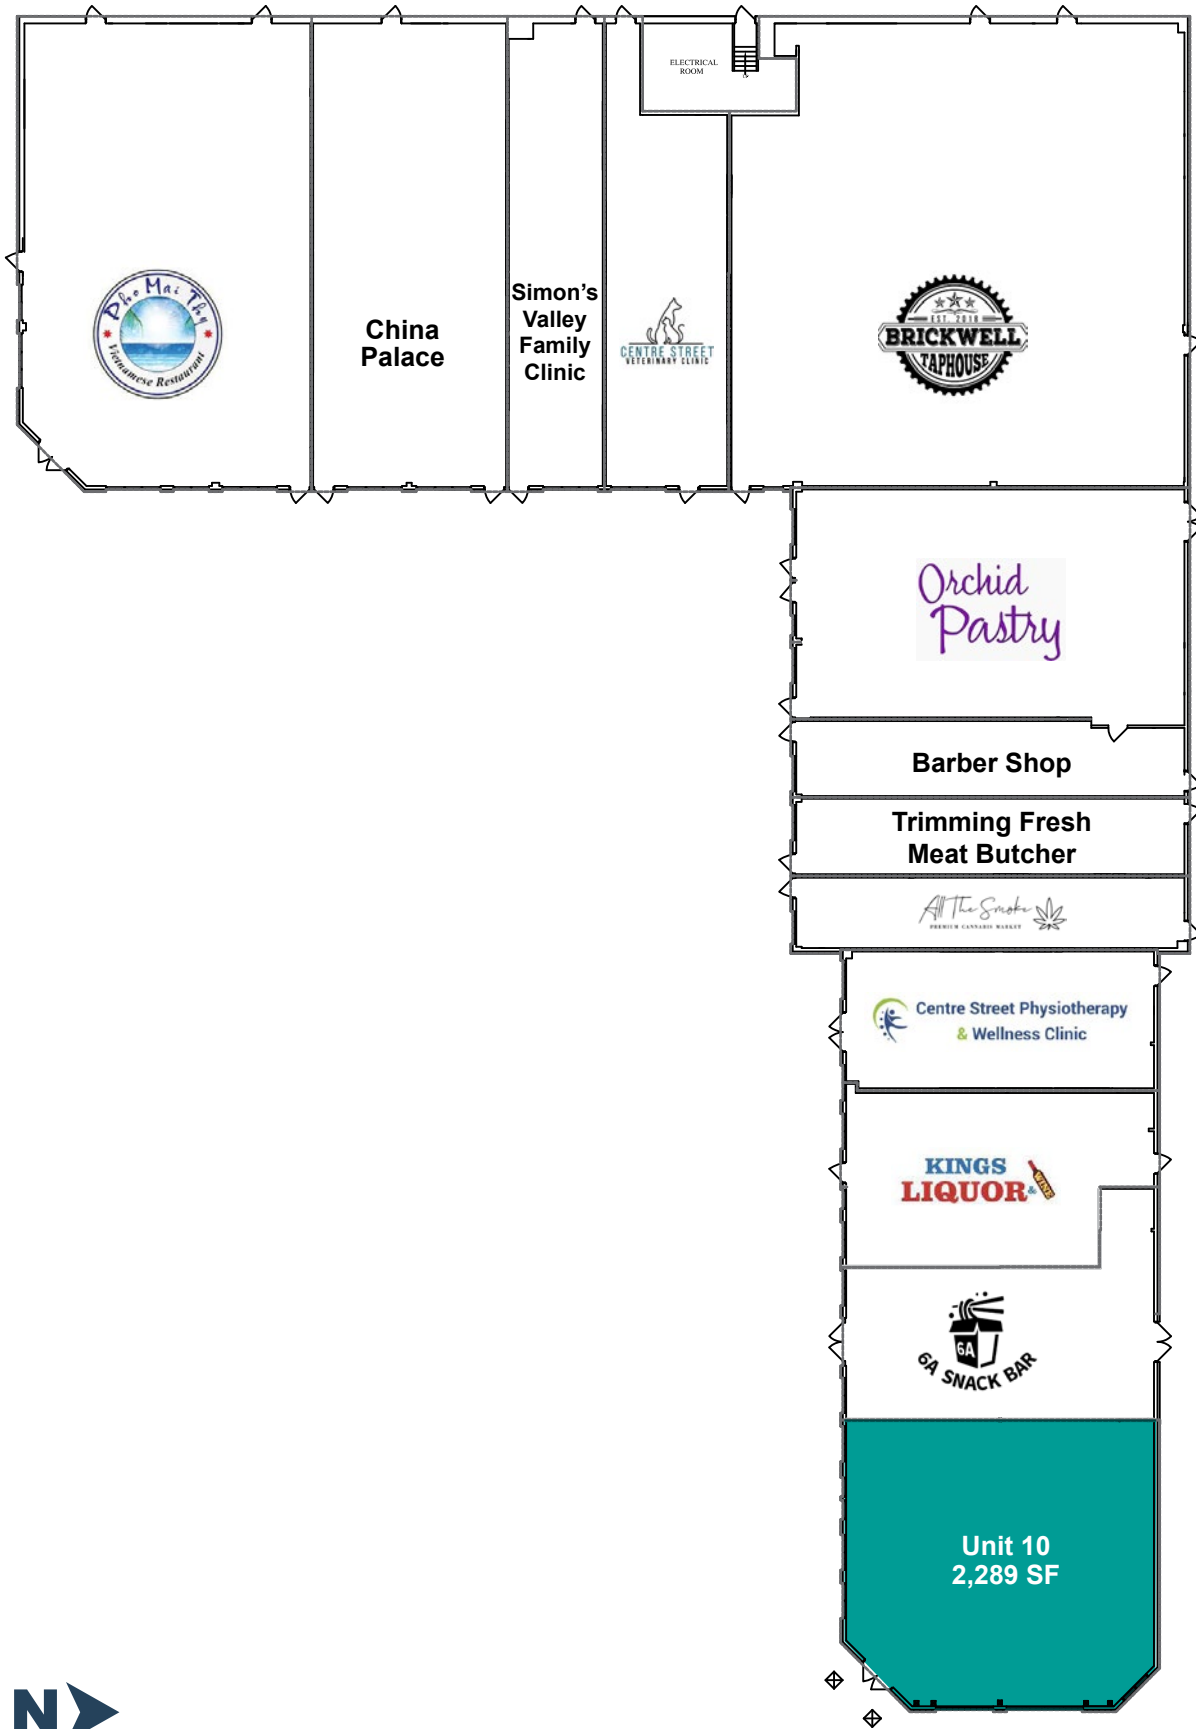 ELECTRICAL
ROOM
Pho Mai Thy
Vietnamese Restaurant
China
Palace
Simon's
Valley
Family
Clinic
CENTRE STREET
VETERINARY CLINIC
EST. 2018
BRICKWELL
TAPHOUSE
Orchid
Pastry
Barber Shop
Trimming Fresh
Meat Butcher
All The Smoke
PREMIUM CANNABIS MARKET
Centre Street Physiotherapy
& Wellness Clinic
KINGS
LIQUOR &
WINE
6A
6A SNACK BAR
Unit 10
2,289 SF
N